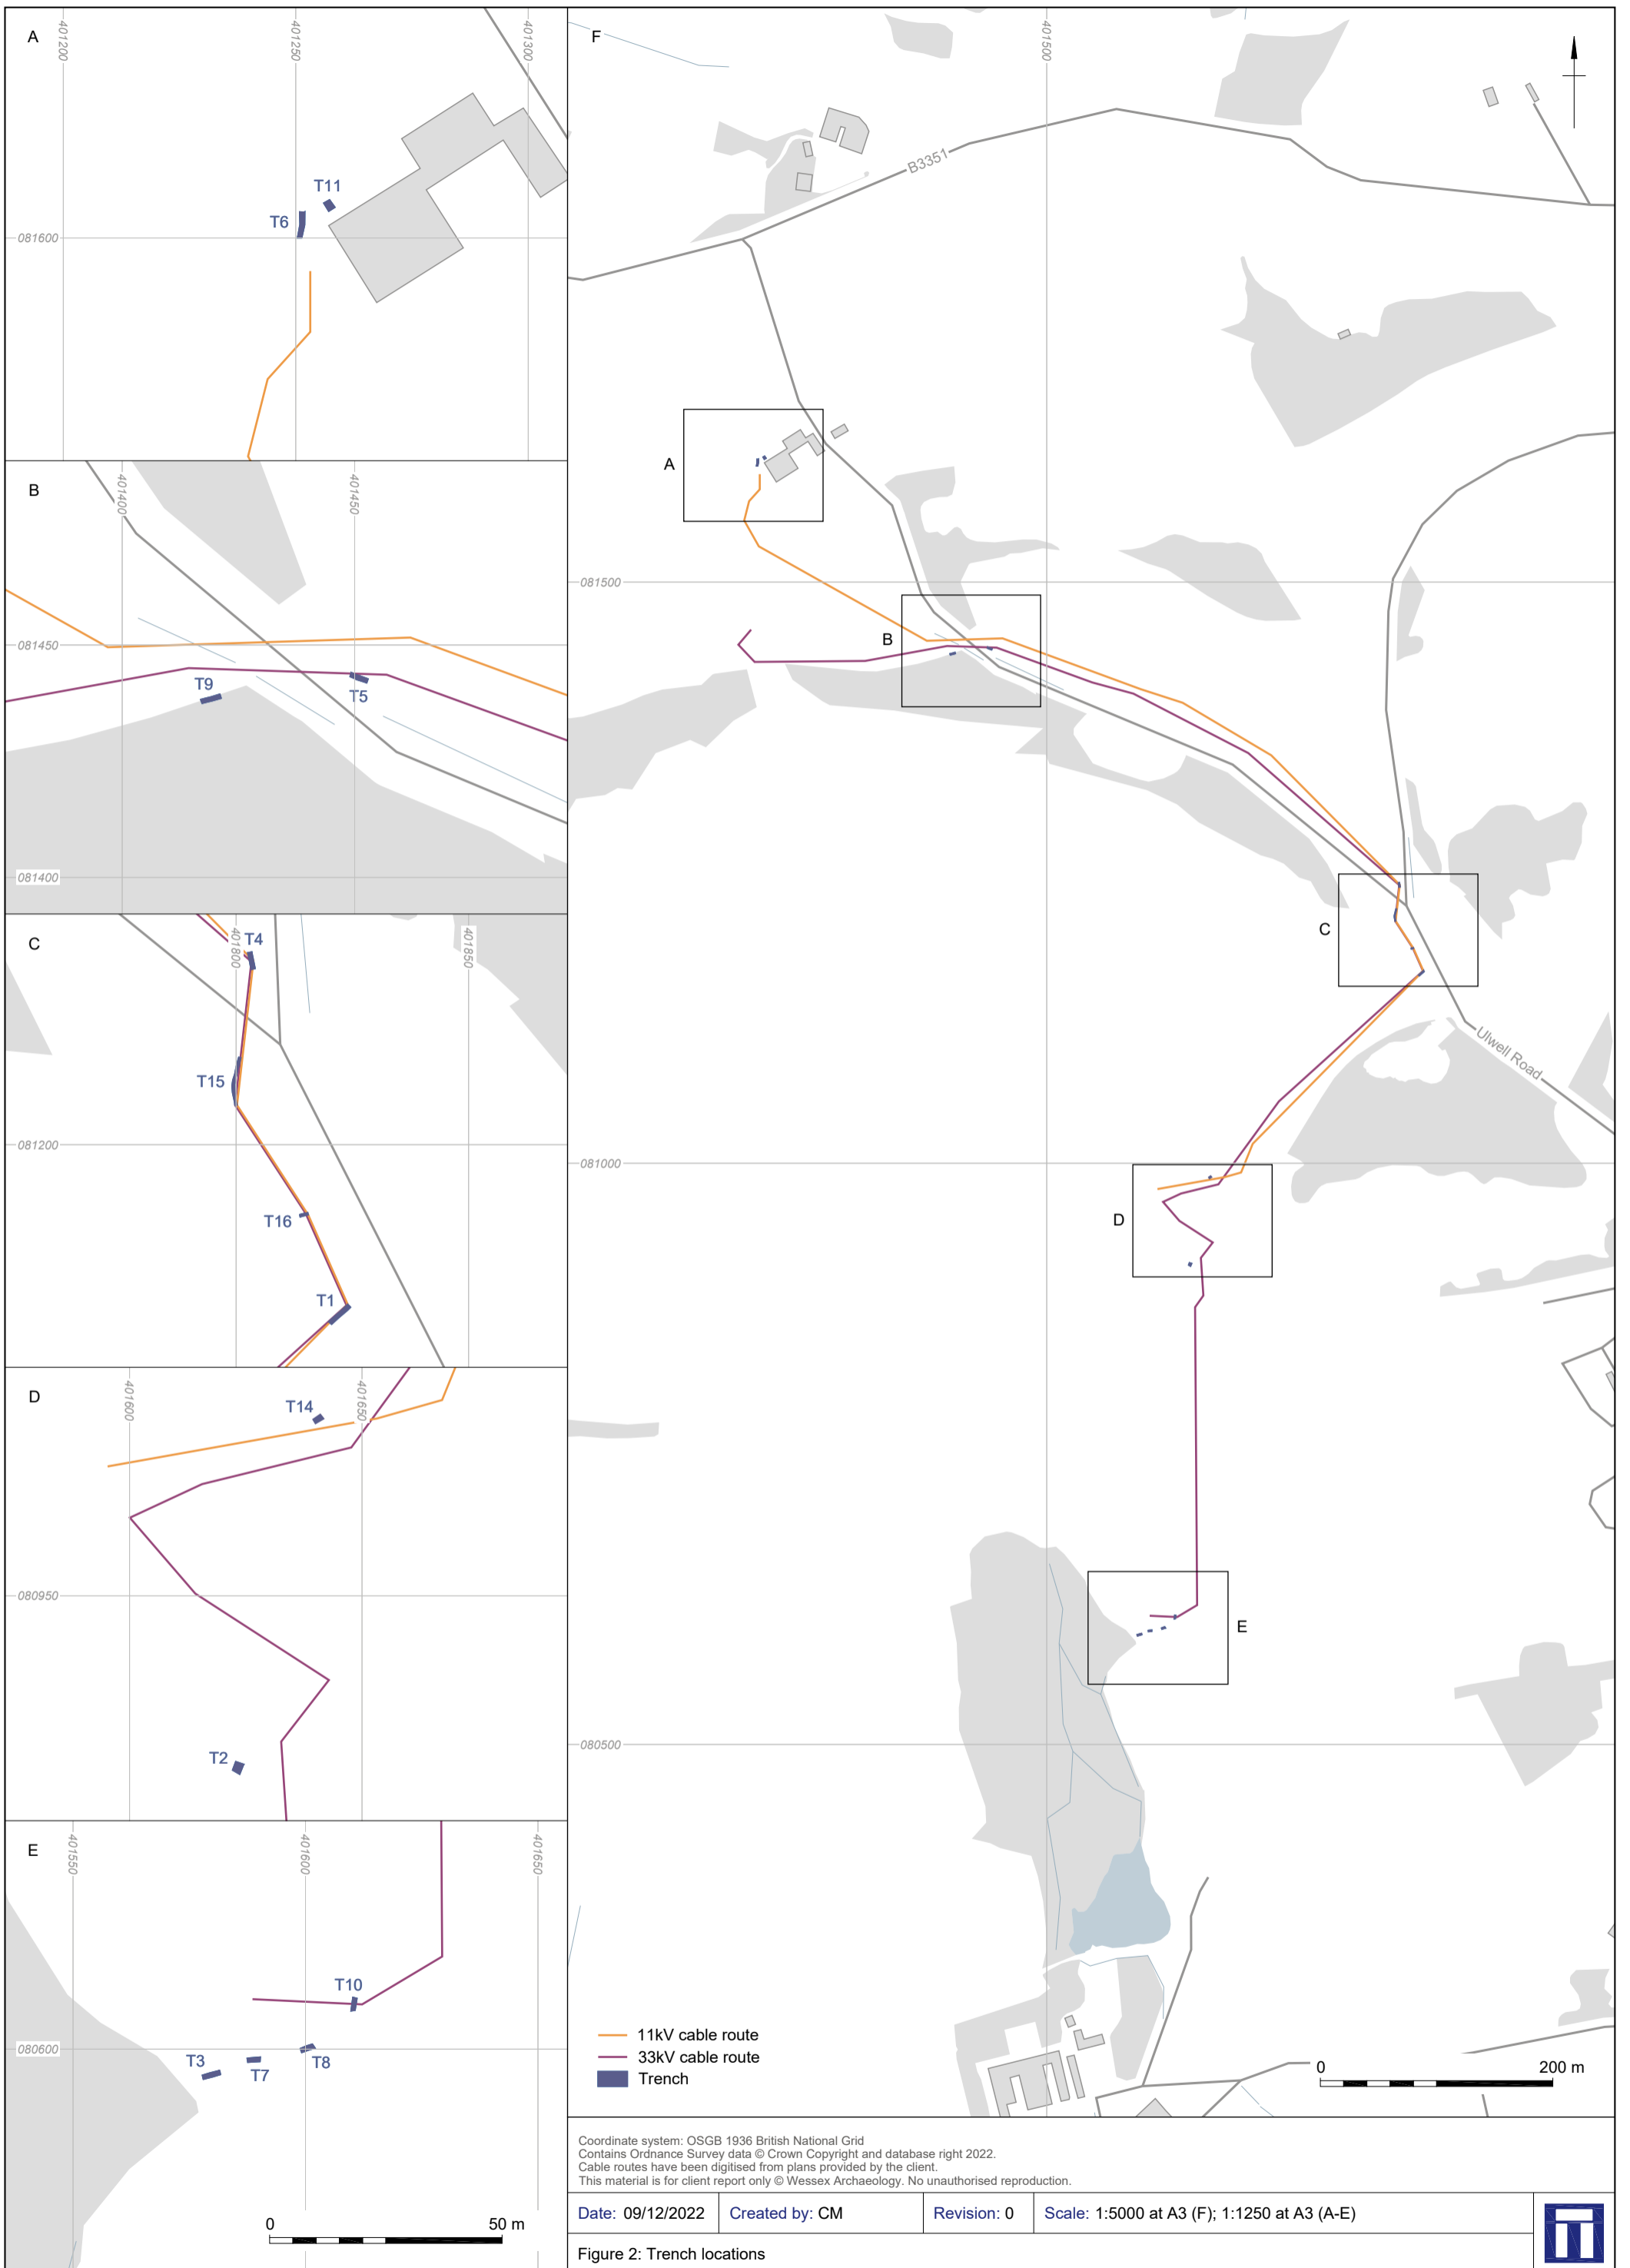 A
401200
401250
401300
T11
T6
081600
B
401400
401450
081450
T9
T5
081400
C
401800
T4
401850
T15
081200
T16
T1
D
401600
T14
401650
080950
T2
E
401550
401600
401650
T10
080600
T3
T7
T8
0 50 m
F
401500
B3351
A
081500
B
C
Ulwell Road
081000
D
E
080500
11kV cable route
33kV cable route
Trench
0 200 m
Coordinate system: OSGB 1936 British National Grid
Contains Ordnance Survey data © Crown Copyright and database right 2022.
Cable routes have been digitised from plans provided by the client.
This material is for client report only © Wessex Archaeology. No unauthorised reproduction.
Date: 09/12/2022 Created by: CM Revision: 0 Scale: 1:5000 at A3 (F); 1:1250 at A3 (A-E)
Figure 2: Trench locations